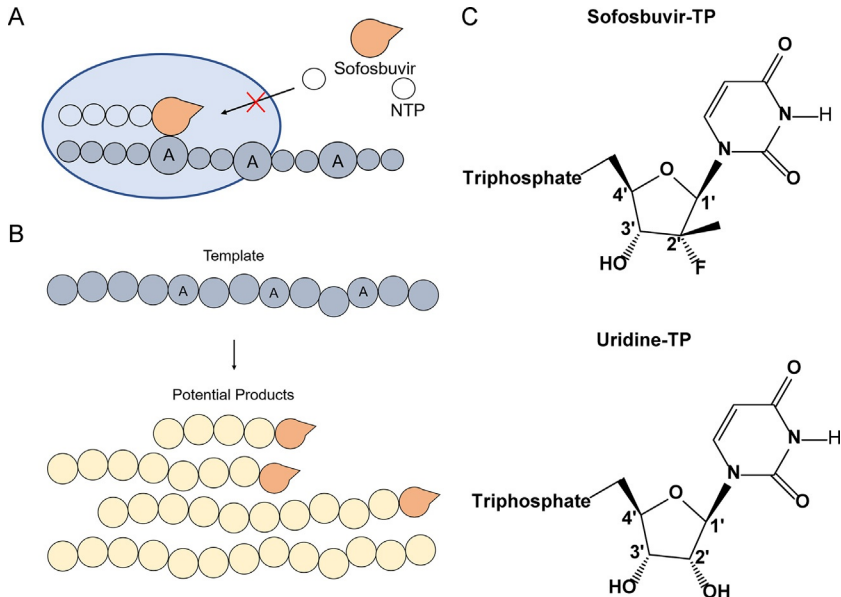 A
Sofosbuvir
NTP
A
A
A
B
Template
A
A
A
Potential Products
C
Sofosbuvir-TP
O
N
H
N
O
Triphosphate
O
4'
1'
3'
2'
HO
F
Uridine-TP
O
N
H
N
O
Triphosphate
O
4'
1'
3'
2'
HO
OH